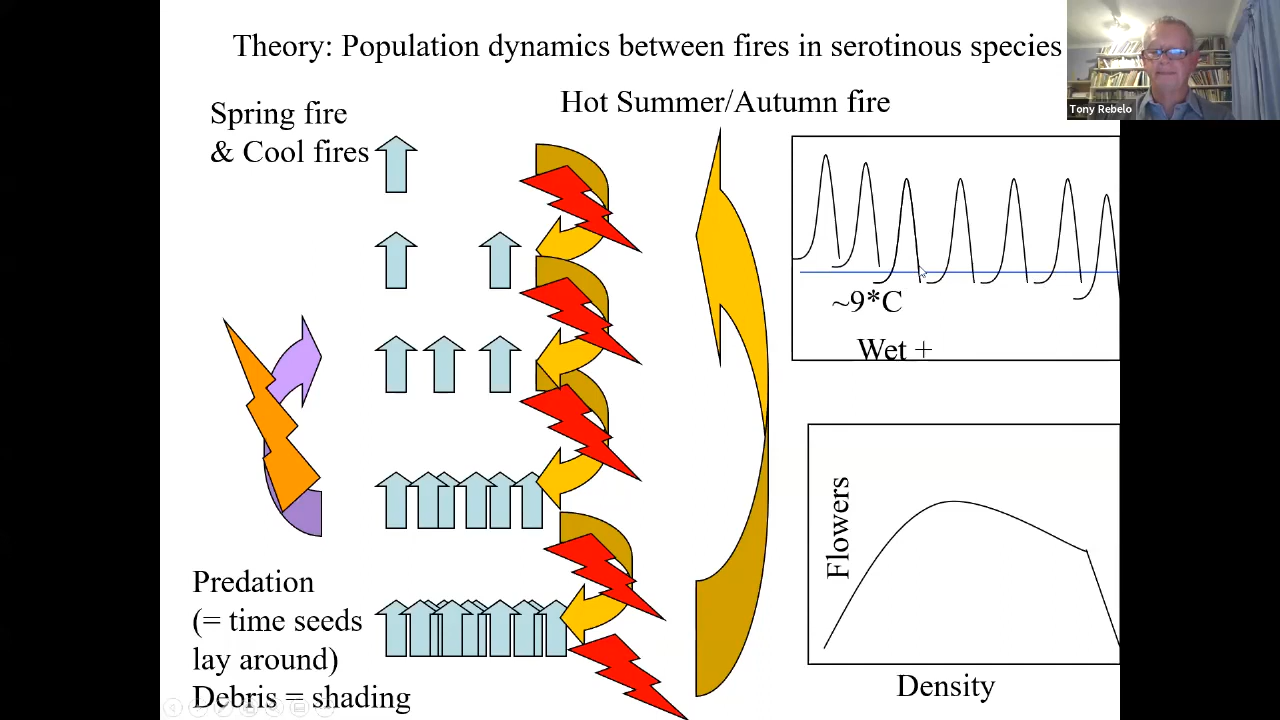 Theory: Population dynamics between fires in serotinous species
Tony Rebelo
Spring fire
& Cool fires
Hot Summer/Autumn fire
~9*C
Wet +
Flowers
Density
Predation
(= time seeds
lay around)
Debris = shading